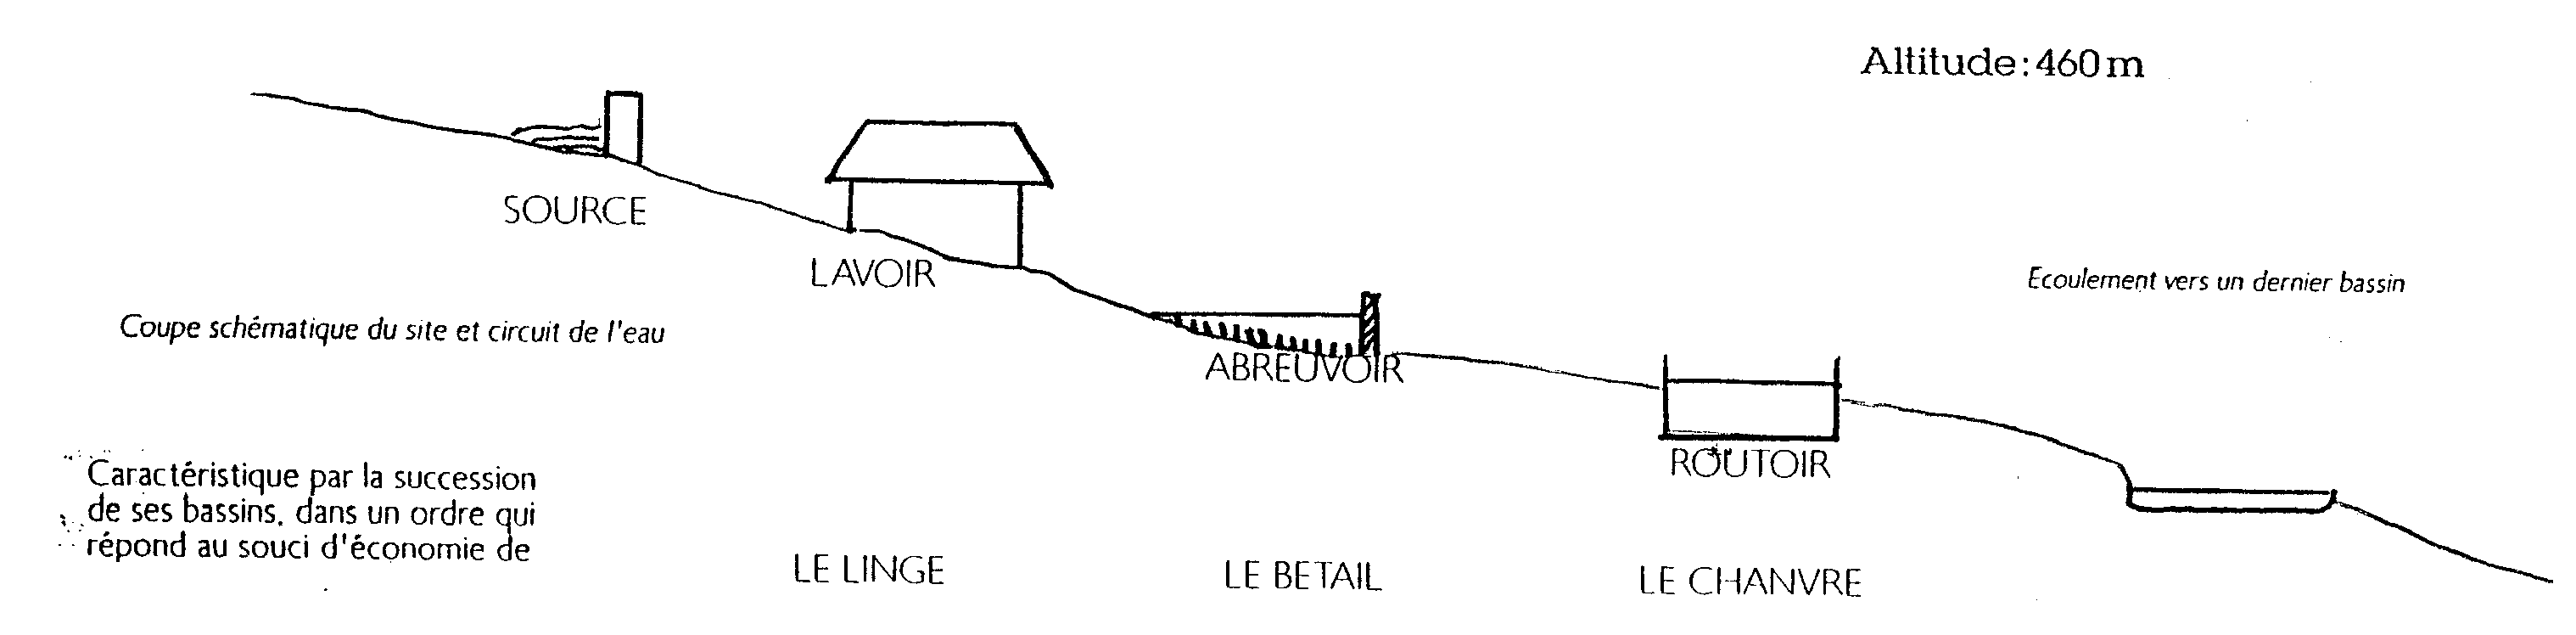 Altitude: 460 m
SOURCE
LAVOIR
Ecoulement vers un dernier bassin
Coupe schématique du site et circuit de l'eau
ABREUVOIR
ROUTOIR
Caractéristique par la succession
de ses bassins, dans un ordre qui
répond au souci d'économie de
LE LINGE
LE BETAIL
LE CHANVRE